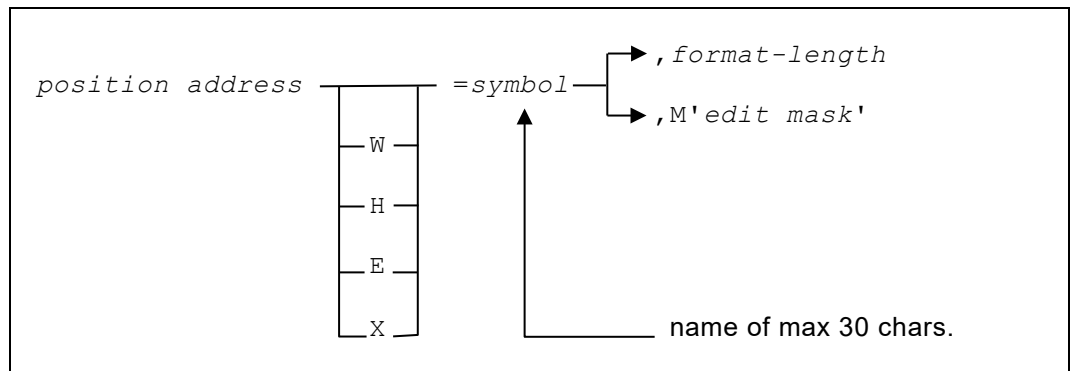 ,format-length
position address =symbol
,M'edit mask'
W
H
E
X
name of max 30 chars.